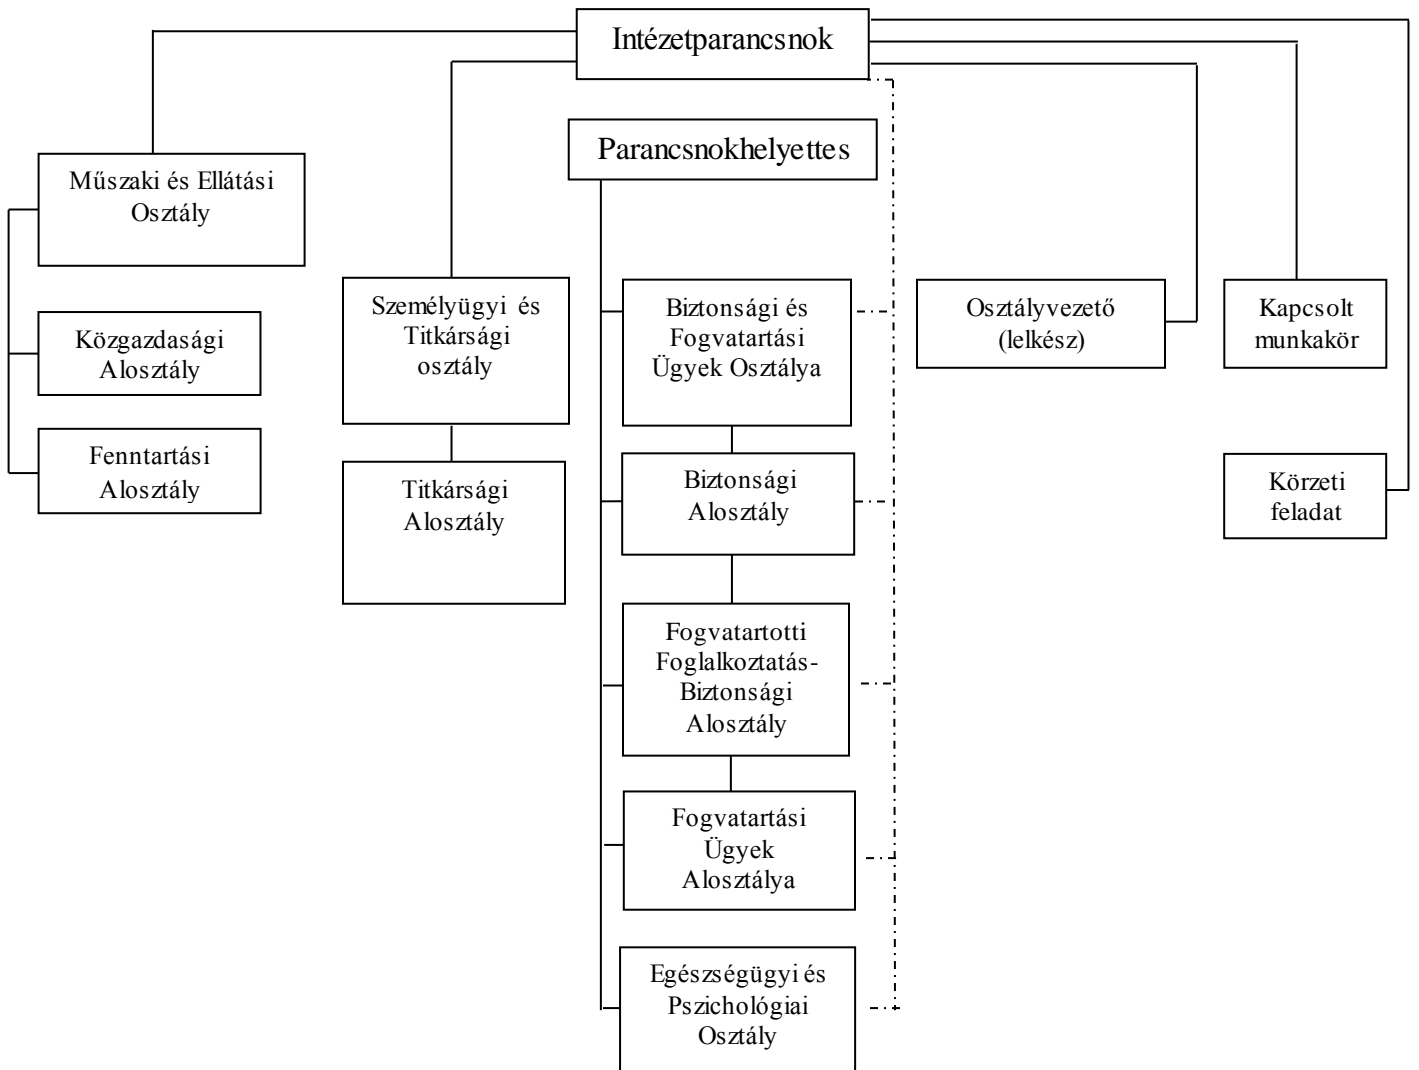 Intézetparancsnok
Parancsnokhelyettes
Műszaki és Ellátási
Osztály
Közgazdasági
Alosztály
Fenntartási
Alosztály
Személyügyi és
Titkársági
osztály
Titkársági
Alosztály
Biztonsági és
Fogvatartási
Ügyek Osztálya
Biztonsági
Alosztály
Fogvatartotti
Foglalkoztatás-
Biztonsági
Alosztály
Fogvatartási
Ügyek
Alosztálya
Egészségügyi és
Pszichológiai
Osztály
Osztályvezető
(lelkész)
Kapcsolt
munkakör
Körzeti
feladat